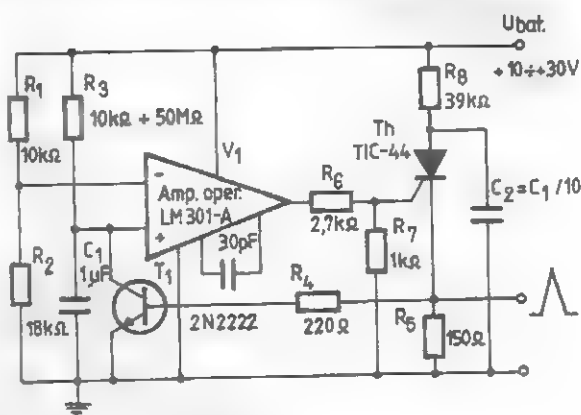 Ubat.
+10÷+30V
R1
10kΩ
R3
10kΩ ÷ 50MΩ
R8
39kΩ
Th
TIC-44
V1
-
Amp. oper.
LM301-A
+
30pF
R6
2,7kΩ
R7
1kΩ
C2=C1/10
R2
18kΩ
C1
1µF
T1
2N2222
R4
220Ω
R5
150Ω